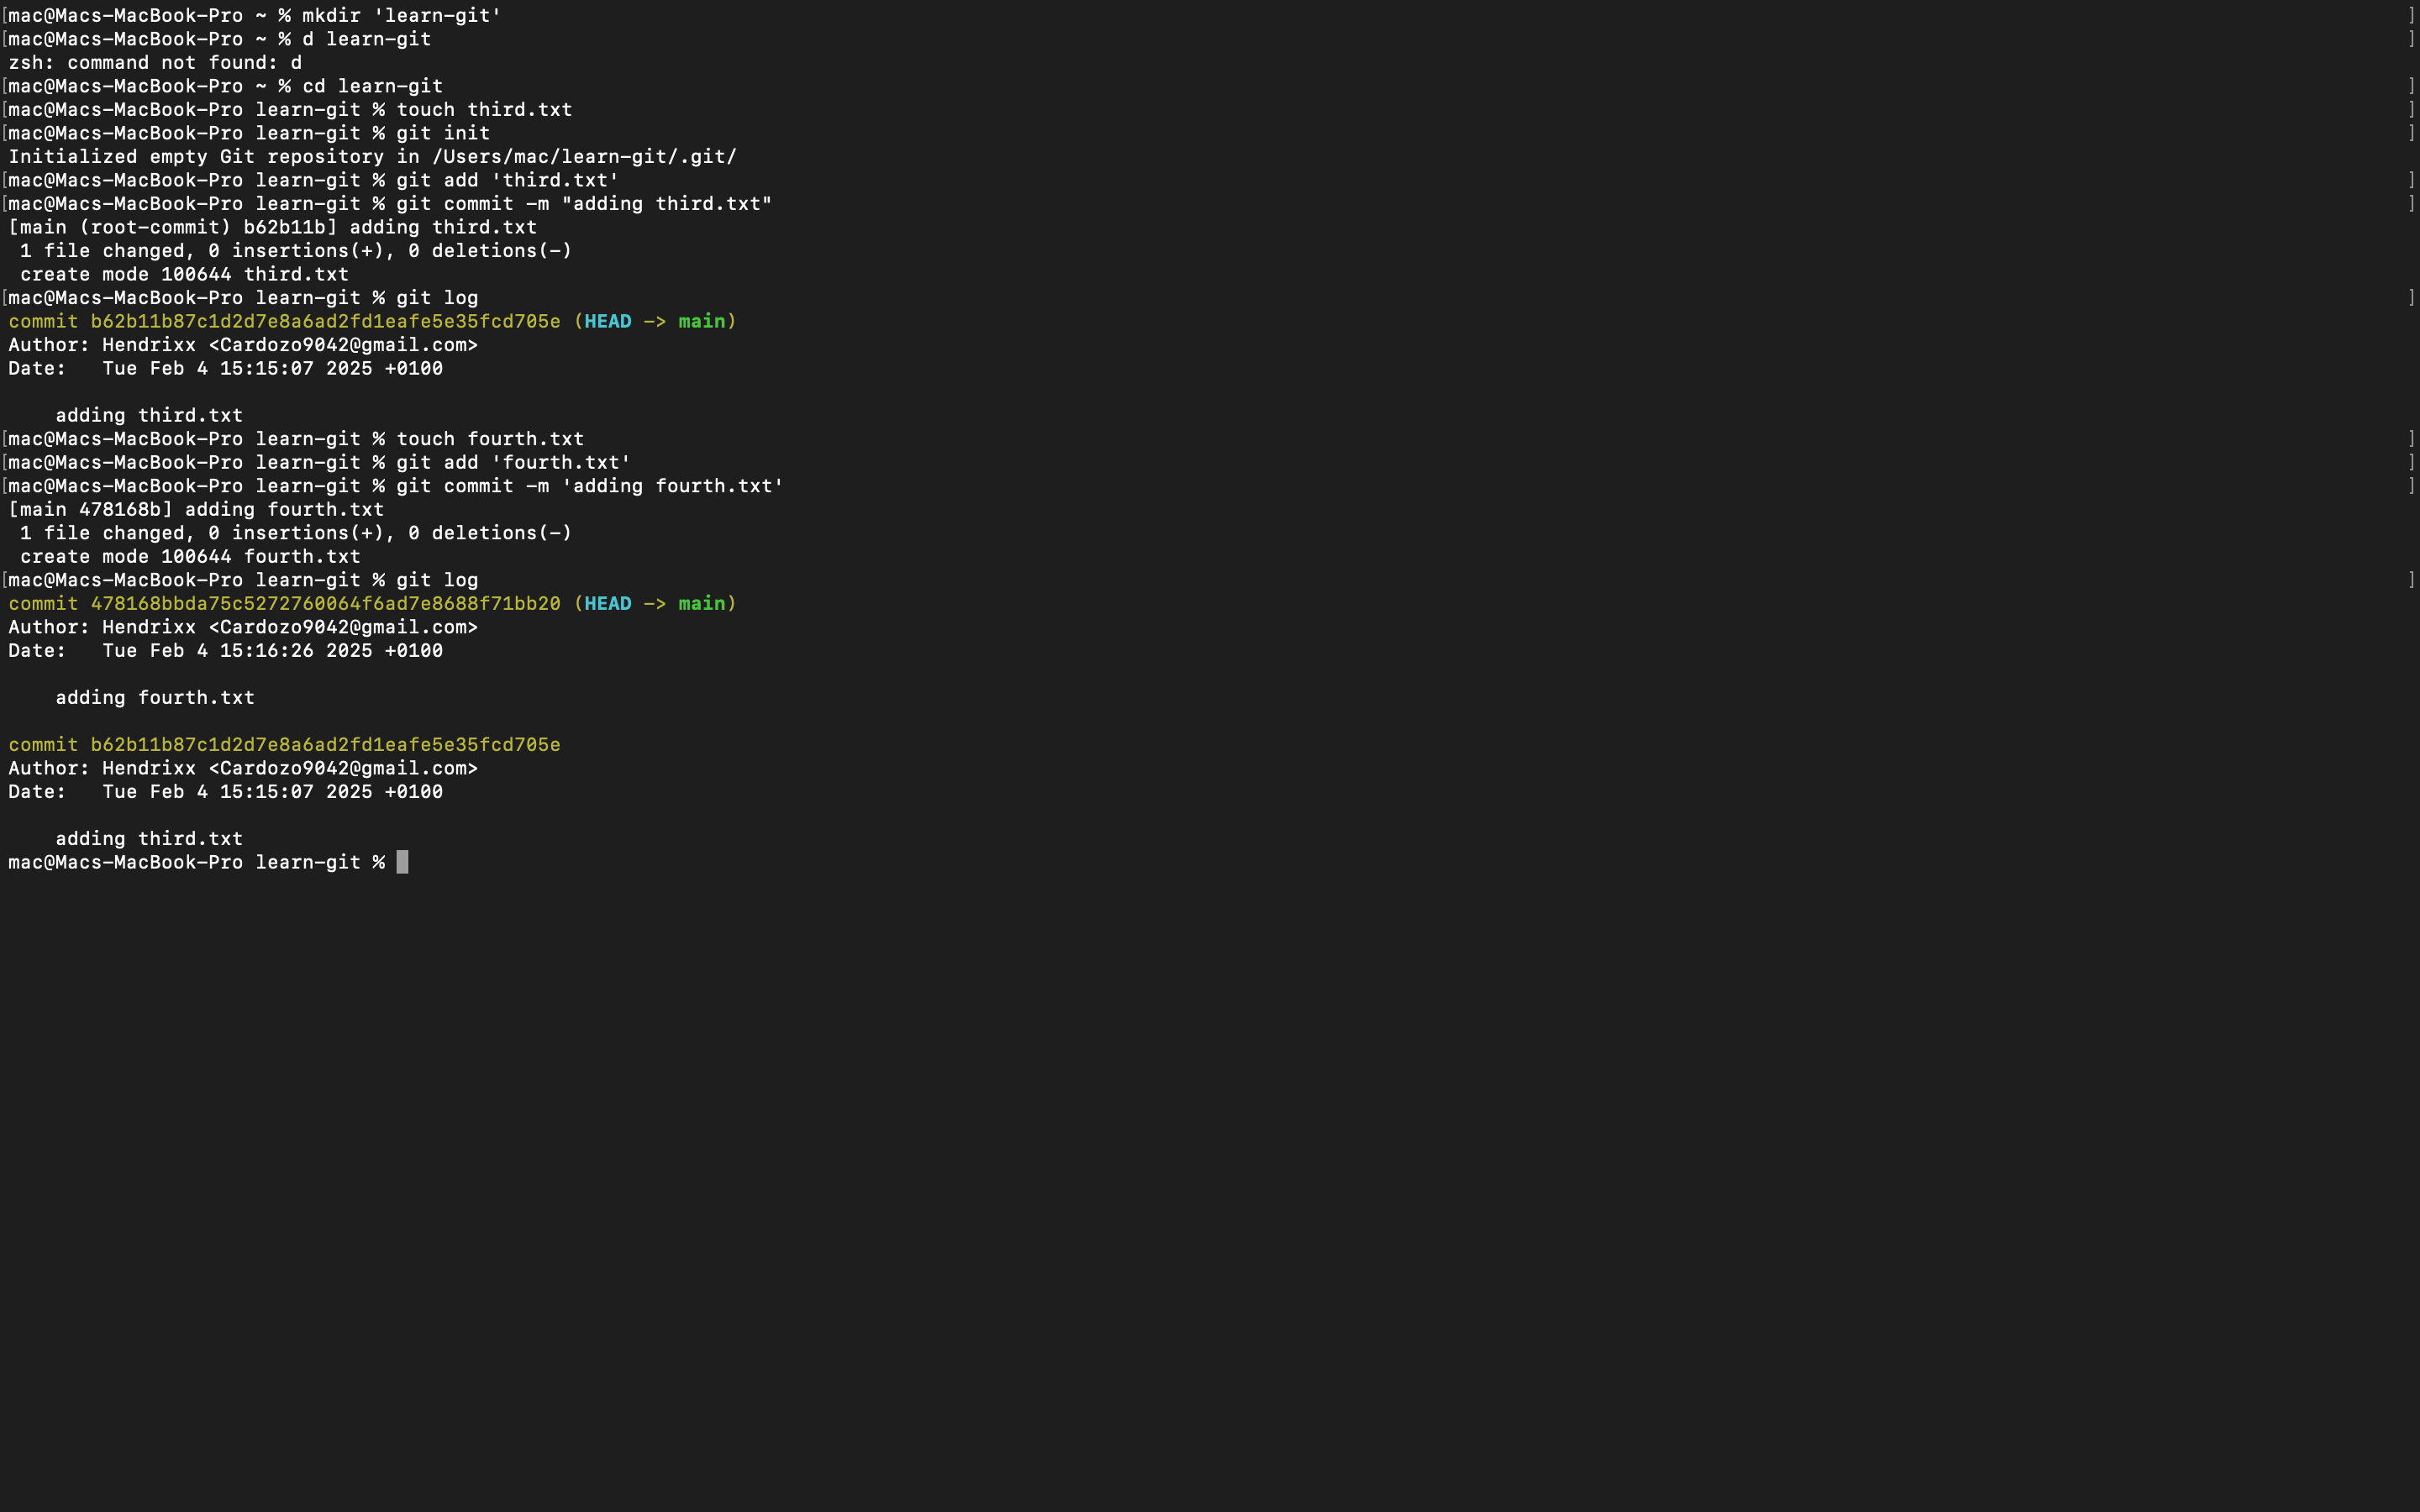 [mac@Macs-MacBook-Pro ~ % mkdir 'learn-git' ]
[mac@Macs-MacBook-Pro ~ % d learn-git ]
zsh: command not found: d
[mac@Macs-MacBook-Pro ~ % cd learn-git ]
[mac@Macs-MacBook-Pro learn-git % touch third.txt ]
[mac@Macs-MacBook-Pro learn-git % git init ]
Initialized empty Git repository in /Users/mac/learn-git/.git/
[mac@Macs-MacBook-Pro learn-git % git add 'third.txt' ]
[mac@Macs-MacBook-Pro learn-git % git commit -m "adding third.txt" ]
[main (root-commit) b62b11b] adding third.txt
 1 file changed, 0 insertions(+), 0 deletions(-)
 create mode 100644 third.txt
[mac@Macs-MacBook-Pro learn-git % git log ]
commit b62b11b87c1d2d7e8a6ad2fd1eafe5e35fcd705e (HEAD -> main)
Author: Hendrixx <Cardozo9042@gmail.com>
Date:   Tue Feb 4 15:15:07 2025 +0100

    adding third.txt
[mac@Macs-MacBook-Pro learn-git % touch fourth.txt ]
[mac@Macs-MacBook-Pro learn-git % git add 'fourth.txt' ]
[mac@Macs-MacBook-Pro learn-git % git commit -m 'adding fourth.txt' ]
[main 478168b] adding fourth.txt
 1 file changed, 0 insertions(+), 0 deletions(-)
 create mode 100644 fourth.txt
[mac@Macs-MacBook-Pro learn-git % git log ]
commit 478168bbda75c5272760064f6ad7e8688f71bb20 (HEAD -> main)
Author: Hendrixx <Cardozo9042@gmail.com>
Date:   Tue Feb 4 15:16:26 2025 +0100

    adding fourth.txt

commit b62b11b87c1d2d7e8a6ad2fd1eafe5e35fcd705e
Author: Hendrixx <Cardozo9042@gmail.com>
Date:   Tue Feb 4 15:15:07 2025 +0100

    adding third.txt
mac@Macs-MacBook-Pro learn-git %